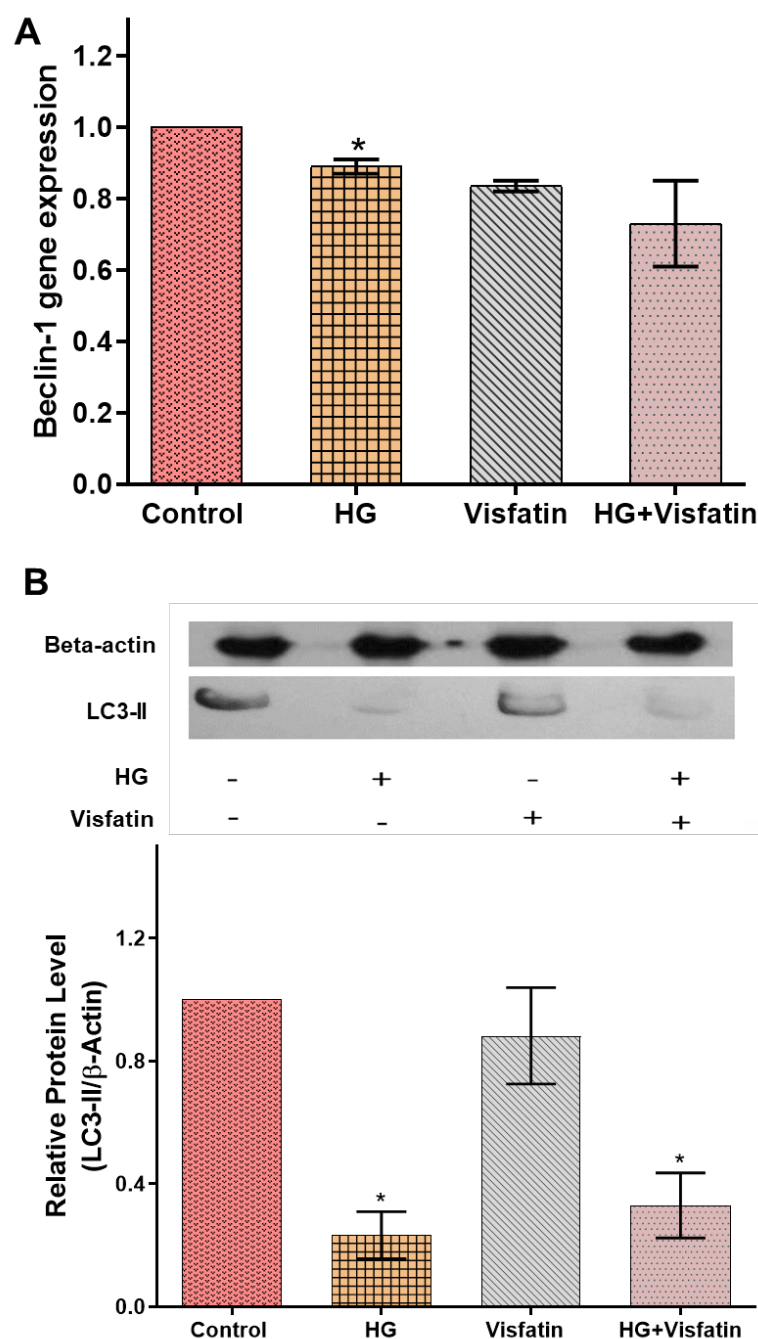 A
Beclin-1 gene expression
1.2
1.0
0.8
0.6
0.4
0.2
0.0
*
Control HG Visfatin HG+Visfatin
B
Beta-actin
LC3-II
HG - + - +
Visfatin - - + +
Relative Protein Level
(LC3-II/β-Actin)
1.2
0.8
0.4
0.0
* *
Control HG Visfatin HG+Visfatin